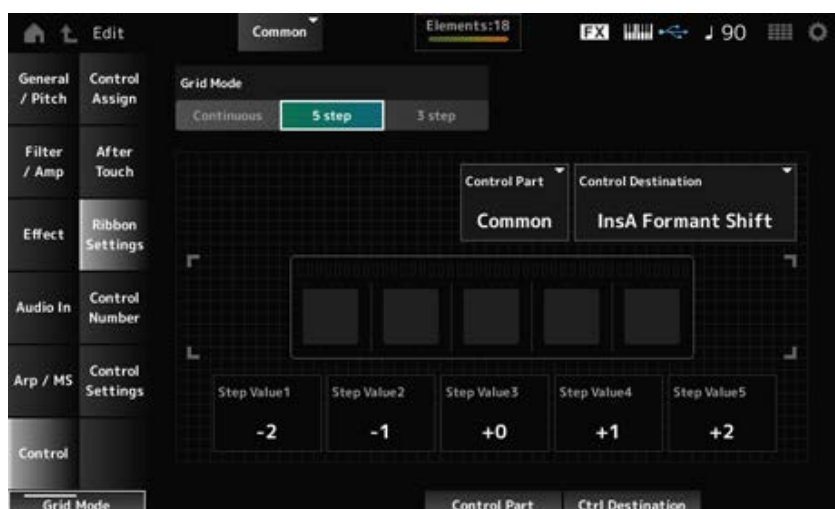 Edit
Common
Elements:18
FX
♩ 90
General
/ Pitch
Control
Assign
Grid Mode
Continuous
5 step
3 step
Filter
/ Amp
After
Touch
Control Part
Common
Control Destination
InsA Formant Shift
Effect
Ribbon
Settings
Audio In
Control
Number
Arp / MS
Control
Settings
Step Value1
Step Value2
Step Value3
Step Value4
Step Value5
-2
-1
+0
+1
+2
Control
Grid Mode
Control Part
Ctrl Destination